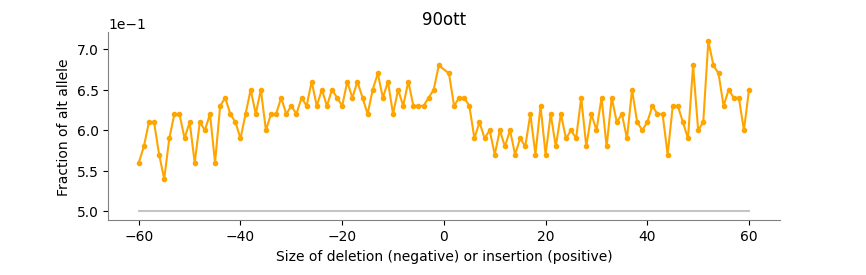 90ott
1e−1
7.0
6.5
6.0
5.5
5.0
Fraction of alt allele
−60 −40 −20 0 20 40 60
Size of deletion (negative) or insertion (positive)